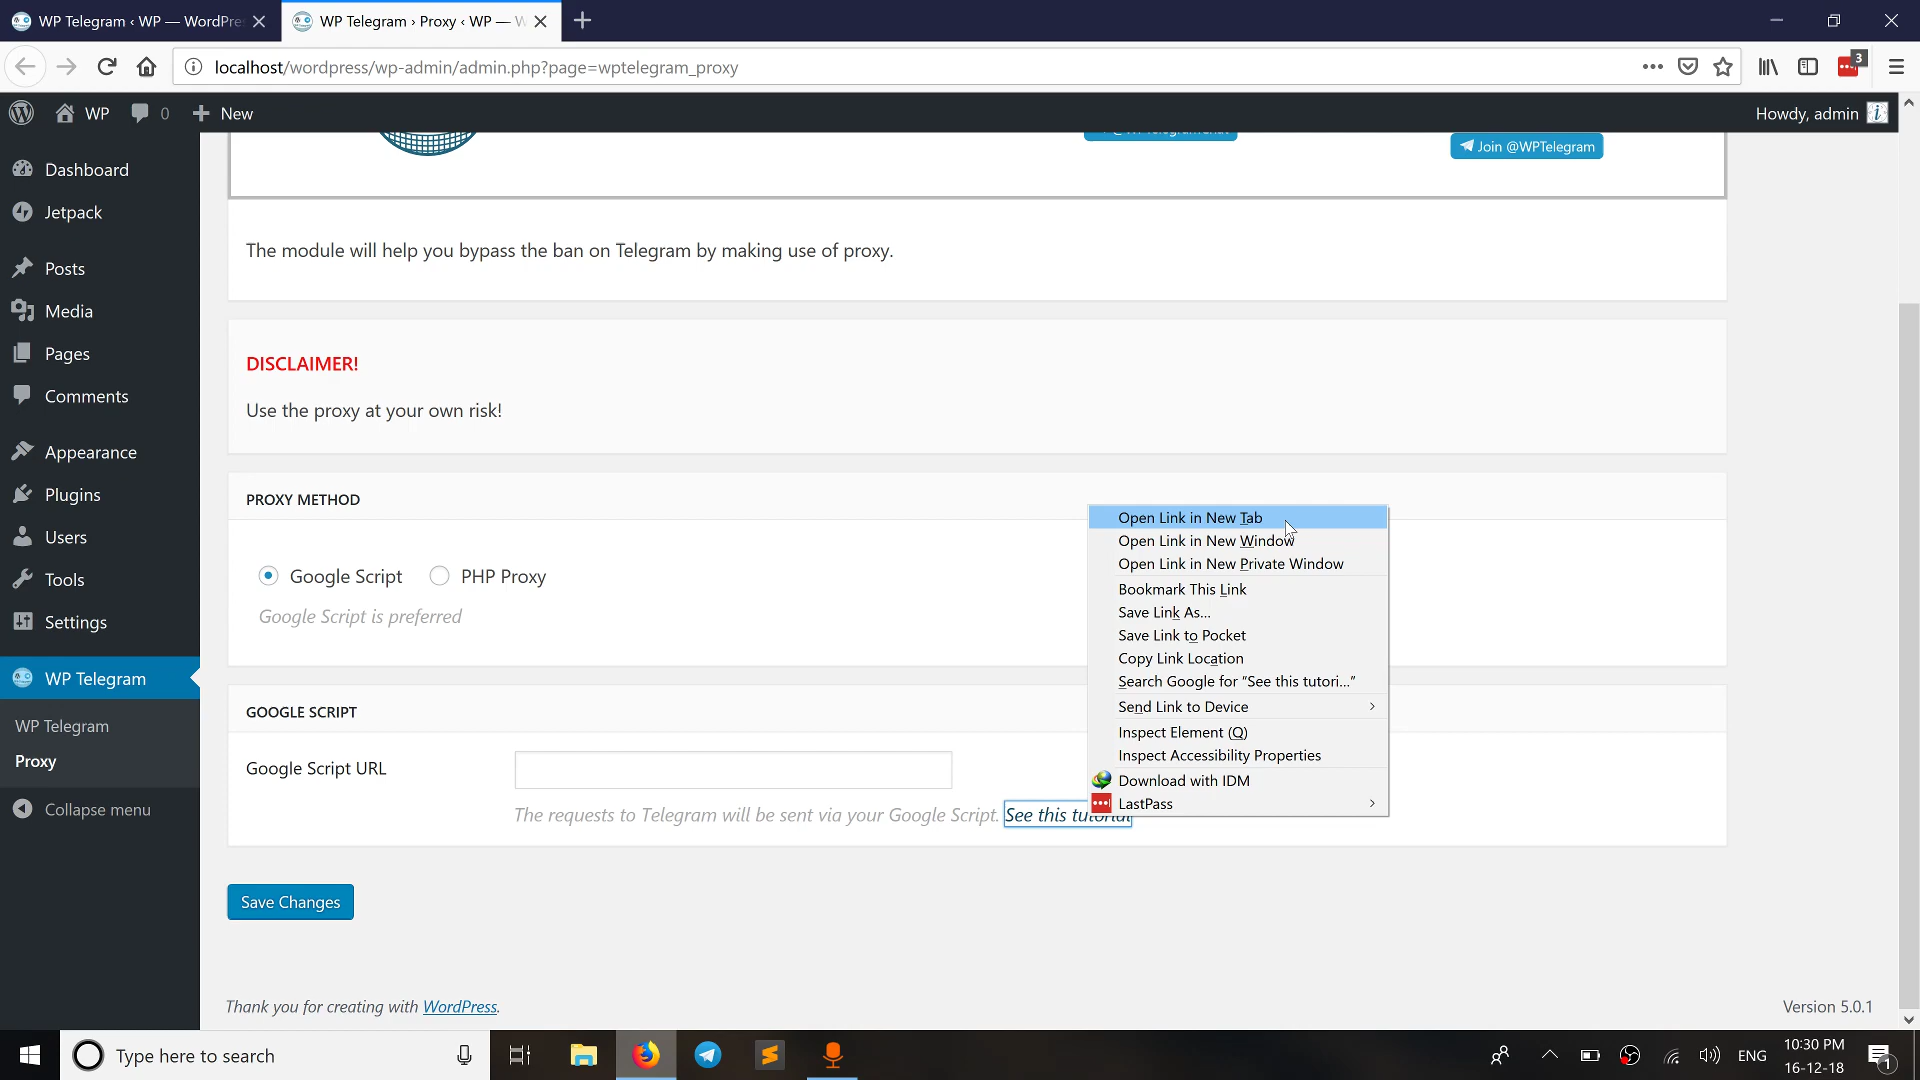 WP Telegram ‹ WP — WordPre
WP Telegram › Proxy ‹ WP — W
localhost/wordpress/wp-admin/admin.php?page=wptelegram_proxy
3
WP
0
New
Howdy, admin
Join @WPTelegram
Dashboard
Jetpack
Posts
Media
Pages
Comments
Appearance
Plugins
Users
Tools
Settings
WP Telegram
WP Telegram
Proxy
Collapse menu
The module will help you bypass the ban on Telegram by making use of proxy.
DISCLAIMER!
Use the proxy at your own risk!
PROXY METHOD
Google Script
PHP Proxy
Google Script is preferred
GOOGLE SCRIPT
Google Script URL
The requests to Telegram will be sent via your Google Script. See this tutorial
Open Link in New Tab
Open Link in New Window
Open Link in New Private Window
Bookmark This Link
Save Link As...
Save Link to Pocket
Copy Link Location
Search Google for “See this tutori...”
Send Link to Device
Inspect Element (Q)
Inspect Accessibility Properties
Download with IDM
LastPass
Save Changes
Thank you for creating with WordPress.
Version 5.0.1
Type here to search
ENG
10:30 PM
16-12-18
1